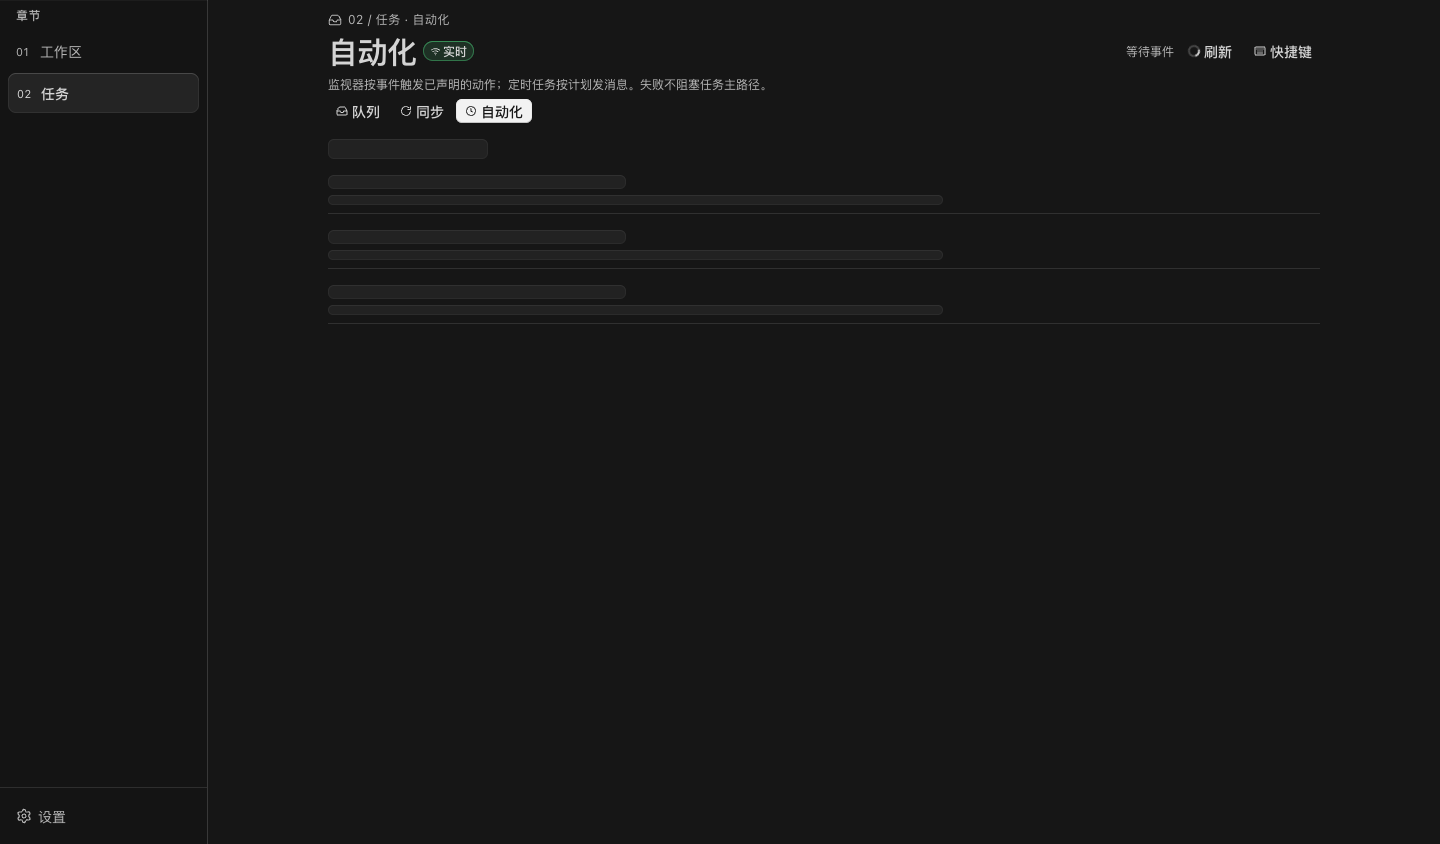 章节
01 工作区
02 任务
设置
02 / 任务 · 自动化
自动化 实时
等待事件 刷新 快捷键
监视器按事件触发已声明的动作；定时任务按计划发消息。失败不阻塞任务主路径。
队列 同步 自动化